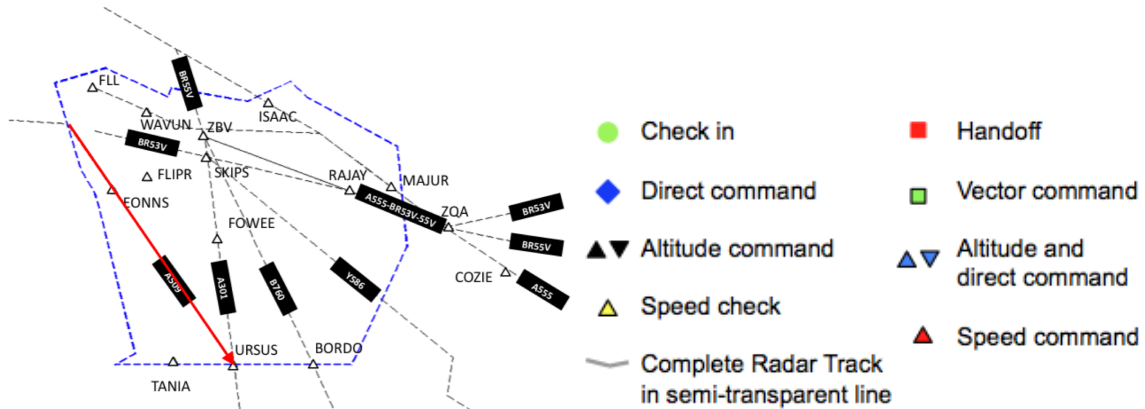 BR55V
FLL
ISAAC
WAVUN
ZBV
BR53V
SKIPS
FLIPR
RAJAY
MAJUR
FONNS
A555-BR53V-55V
ZQA
BR53V
BR55V
FOWEE
COZIE
A555
A509
A301
B760
Y586
URSUS
BORDO
TANIA
Check in
Handoff
Direct command
Vector command
Altitude command
Altitude and
direct command
Speed check
Speed command
Complete Radar Track
in semi-transparent line